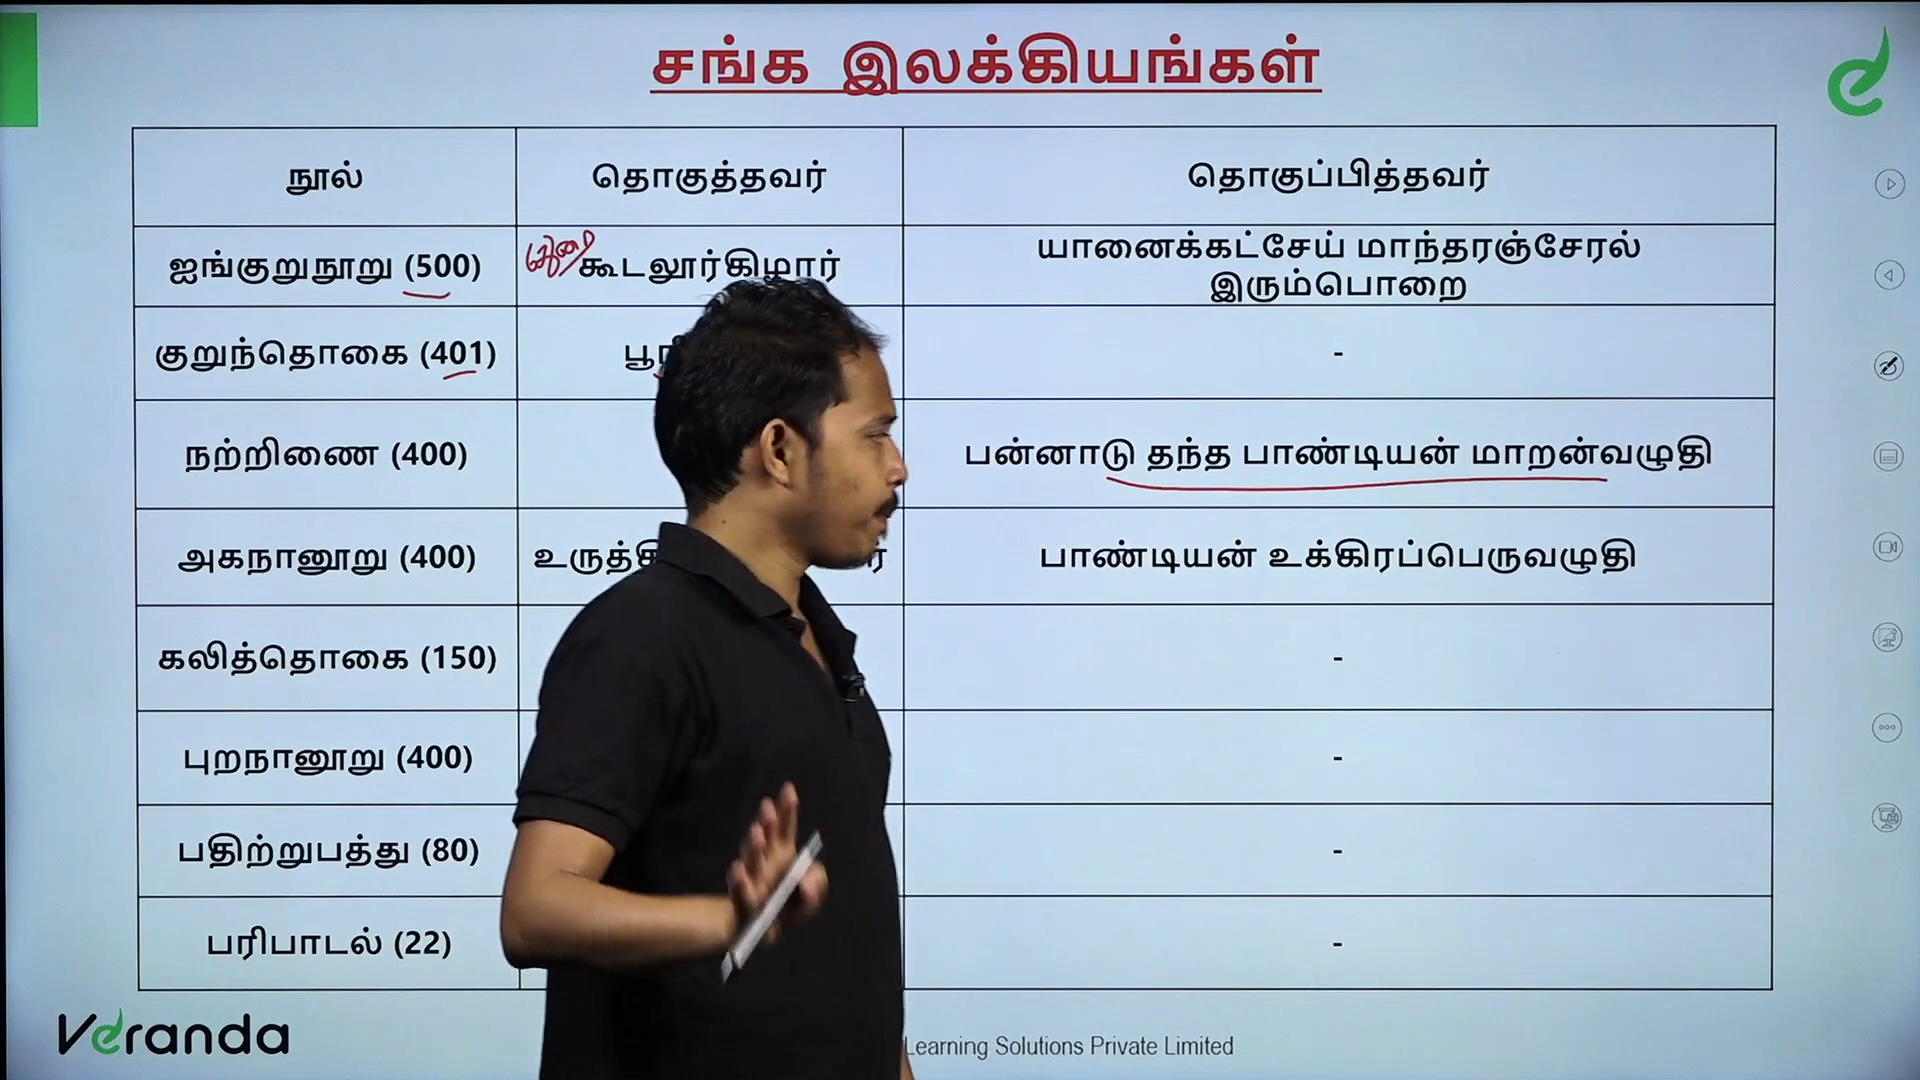 சங்க இலக்கியங்கள்
நூல் தொகுத்தவர் தொகுப்பித்தவர்
ஐங்குறுநூறு (500) கூடலூர்கிழார் யானைக்கட்சேய் மாந்தரஞ்சேரல்
இரும்பொறை
குறுந்தொகை (401) -
நற்றிணை (400) பன்னாடு தந்த பாண்டியன் மாறன்வழுதி
அகநானூறு (400) பாண்டியன் உக்கிரப்பெருவழுதி
கலித்தொகை (150) -
புறநானூறு (400) -
பதிற்றுபத்து (80) -
பரிபாடல் (22) -
Veranda
Learning Solutions Private Limited